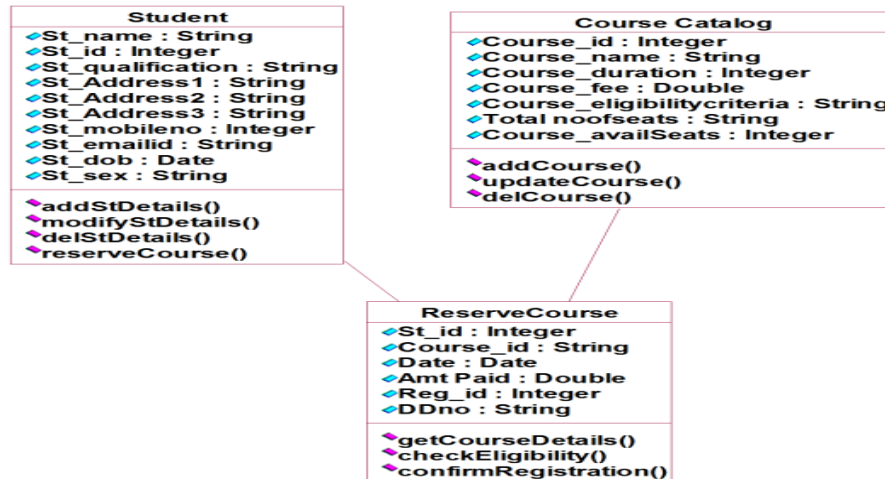 Student
St_name : String
St_id : Integer
St_qualification : String
St_Address1 : String
St_Address2 : String
St_Address3 : String
St_mobileno : Integer
St_emailid : String
St_dob : Date
St_sex : String
addStDetails()
modifyStDetails()
delStDetails()
reserveCourse()
Course Catalog
Course_id : Integer
Course_name : String
Course_duration : Integer
Course_fee : Double
Course_eligibilitycriteria : String
Total noofseats : String
Course_availSeats : Integer
addCourse()
updateCourse()
delCourse()
ReserveCourse
St_id : Integer
Course_id : String
Date : Date
Amt Paid : Double
Reg_id : Integer
DDno : String
getCourseDetails()
checkEligibility()
confirmRegistration()